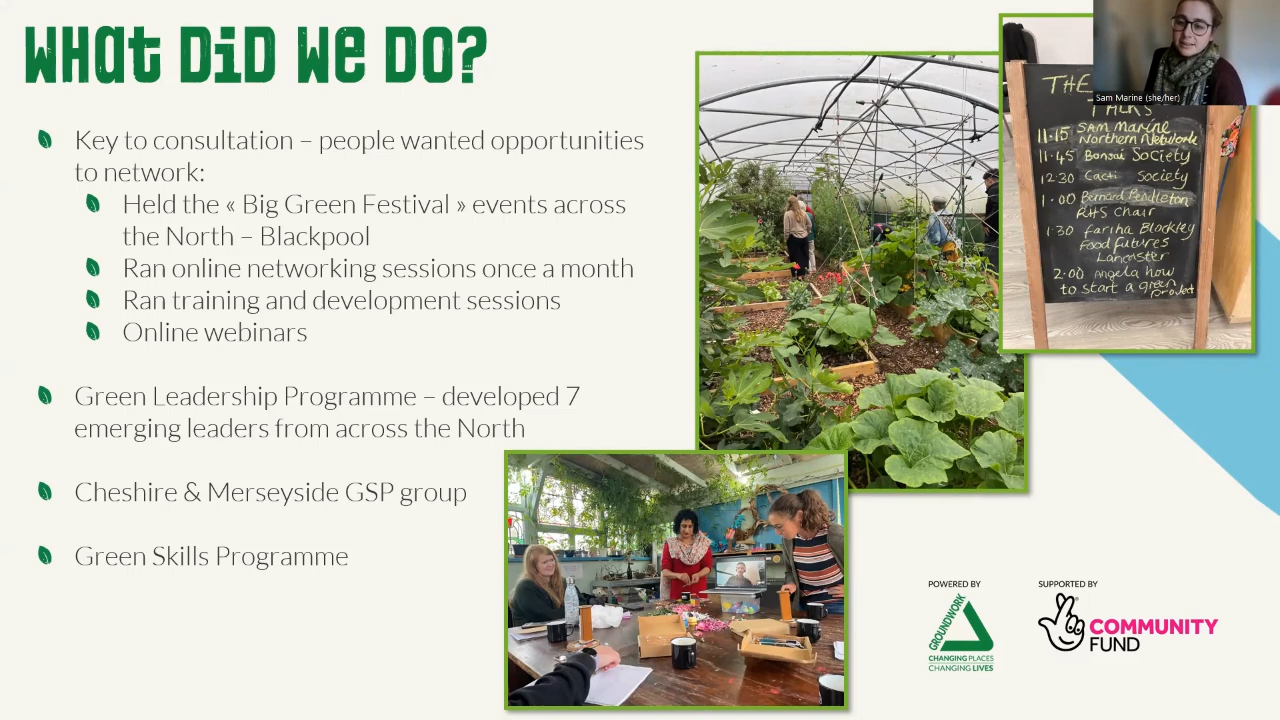 WHat DiD We DO?
Key to consultation – people wanted opportunities
to network:
Held the « Big Green Festival » events across
the North – Blackpool
Ran online networking sessions once a month
Ran training and development sessions
Online webinars
Green Leadership Programme – developed 7
emerging leaders from across the North
Cheshire & Merseyside GSP group
Green Skills Programme
THE
TALKS
11.15 Sam Marine
Northern Network
11.45 Bonsai Society
12.30 Cacti Society
1.00 Bernard Pendleton
RHS Chair
1.30 fariha Blockley
Food futures
Lancaster
2.00 Angela how
to start a green
project
Sam Marine (she/her)
POWERED BY
GROUNDWORK
CHANGING PLACES
CHANGING LIVES
SUPPORTED BY
COMMUNITY
FUND